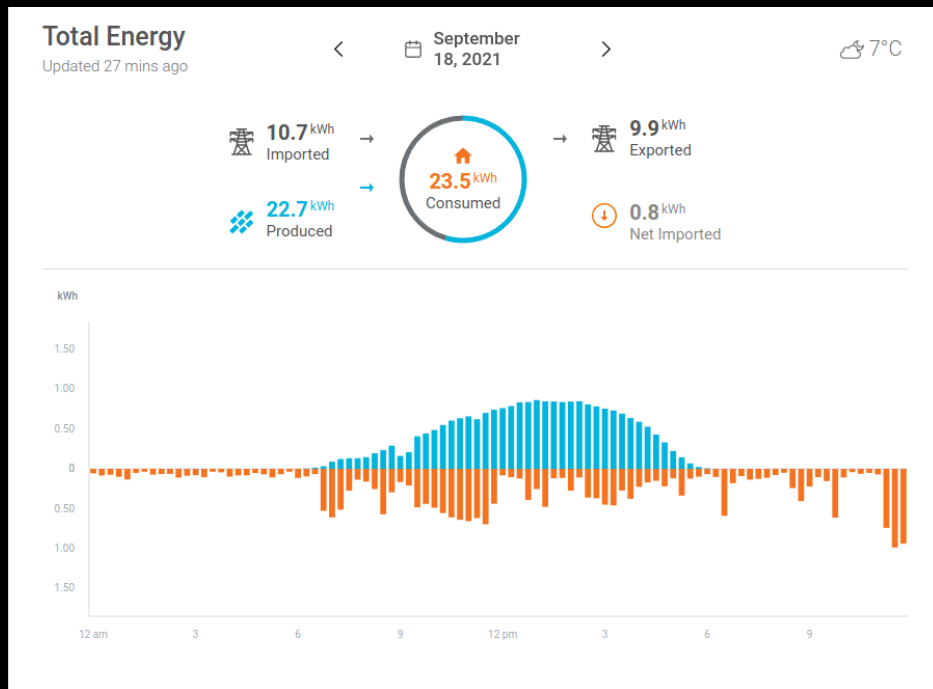 Total Energy
Updated 27 mins ago
September
18, 2021
7°C
10.7 kWh
Imported
22.7 kWh
Produced
23.5 kWh
Consumed
9.9 kWh
Exported
0.8 kWh
Net Imported
kWh
1.50
1.00
0.50
0
0.50
1.00
1.50
12 am 3 6 9 12 pm 3 6 9